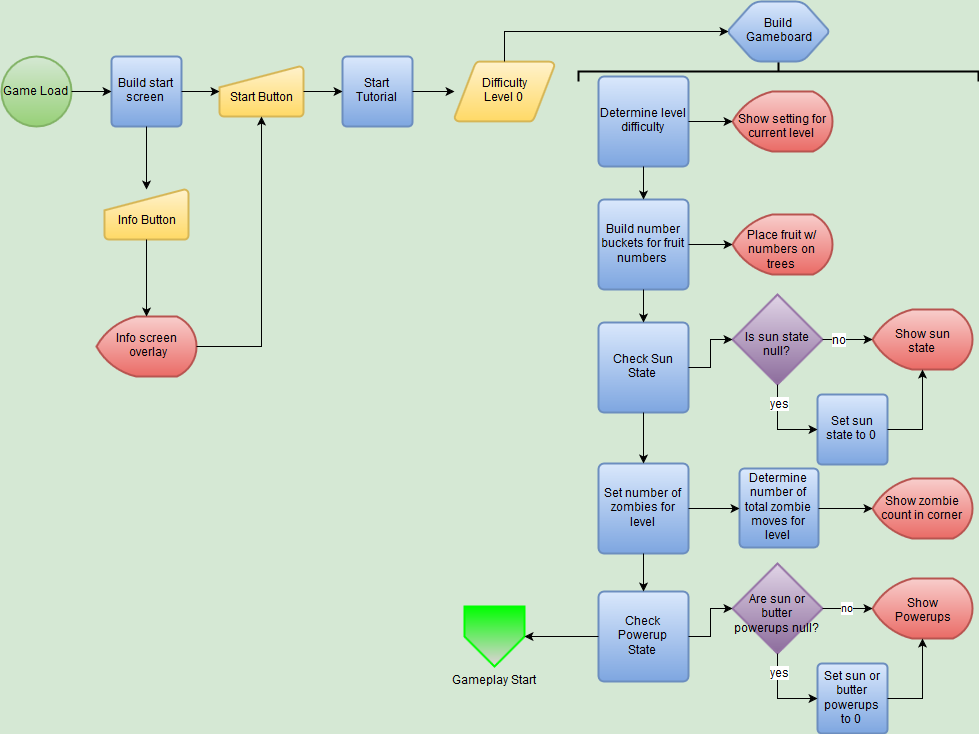 Build
Gameboard
Game Load
Build start
screen
Start Button
Start
Tutorial
Difficulty
Level 0
Determine level
difficulty
Show setting for
current level
Info Button
Build number
buckets for fruit
numbers
Place fruit w/
numbers on
trees
Info screen
overlay
Check Sun
State
Is sun state
null?
no
Show sun
state
yes
Set sun
state to 0
Set number of
zombies for
level
Determine
number of
total zombie
moves for
level
Show zombie
count in corner
Check
Powerup
State
Are sun or
butter
powerups null?
no
Show
Powerups
Gameplay Start
yes
Set sun or
butter
powerups
to 0